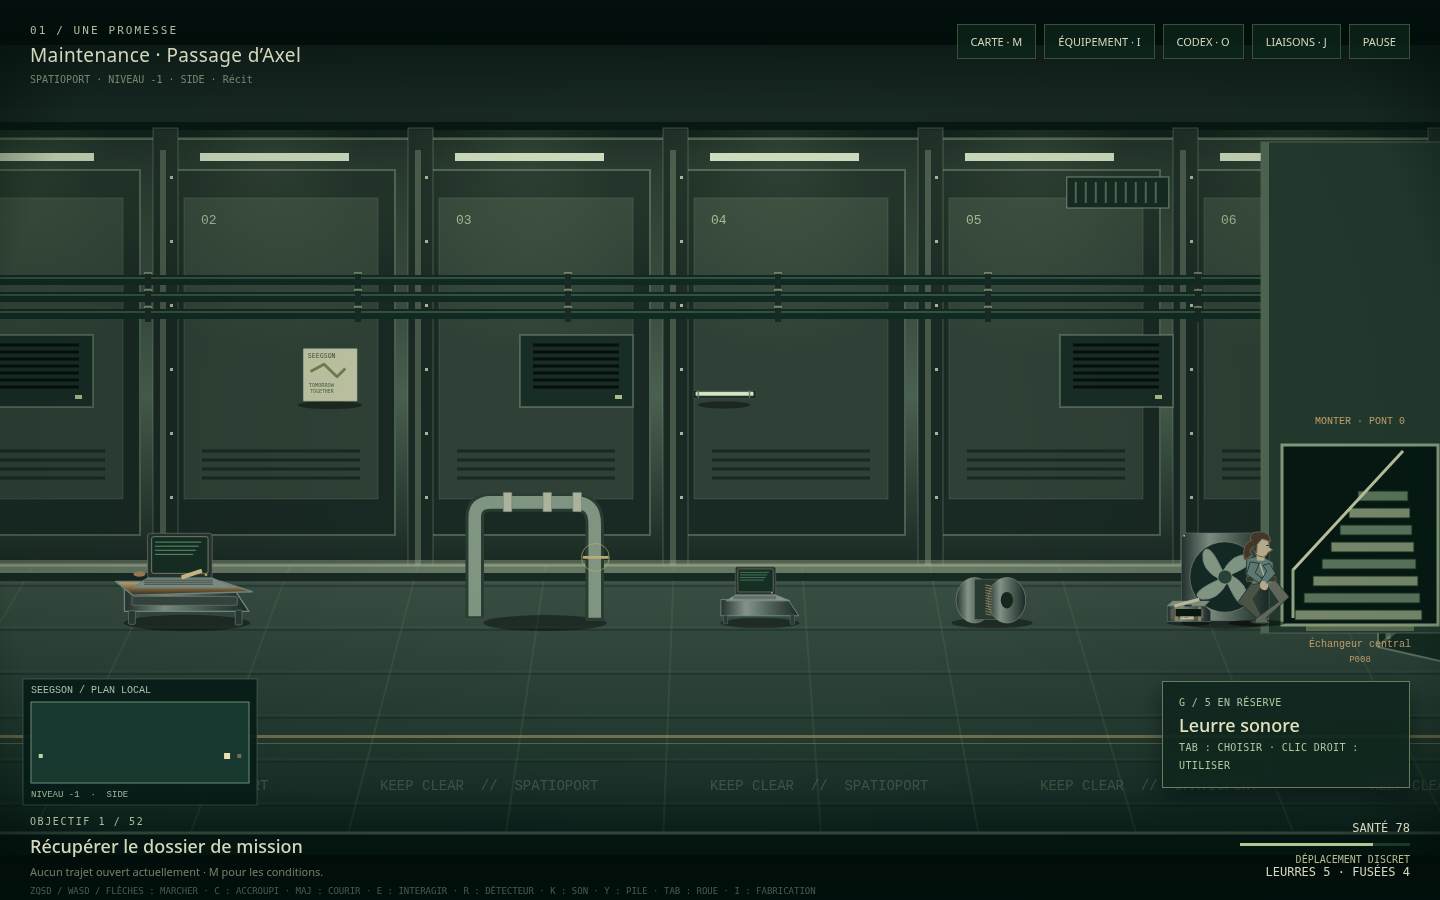 01 / UNE PROMESSE
Maintenance · Passage d’Axel
SPATIOPORT · NIVEAU -1 · SIDE · Récit
CARTE · M
ÉQUIPEMENT · I
CODEX · O
LIAISONS · J
PAUSE
02
03
04
05
06
SEEGSON
TOMORROW
TOGETHER
MONTER · PONT 0
Échangeur central
P008
SEEGSON / PLAN LOCAL
NIVEAU -1 · SIDE
G / 5 EN RÉSERVE
Leurre sonore
TAB : CHOISIR · CLIC DROIT :
UTILISER
KEEP CLEAR // SPATIOPORT
KEEP CLEAR // SPATIOPORT
KEEP CLEAR //
OBJECTIF 1 / 52
Récupérer le dossier de mission
Aucun trajet ouvert actuellement · M pour les conditions.
ZQSD / WASD / FLÈCHES : MARCHER · C : ACCROUPI · MAJ : COURIR · E : INTERAGIR · R : DÉTECTEUR · K : SON · Y : PILE · TAB : ROUE · I : FABRICATION
SANTÉ 78
DÉPLACEMENT DISCRET
LEURRES 5 · FUSÉES 4